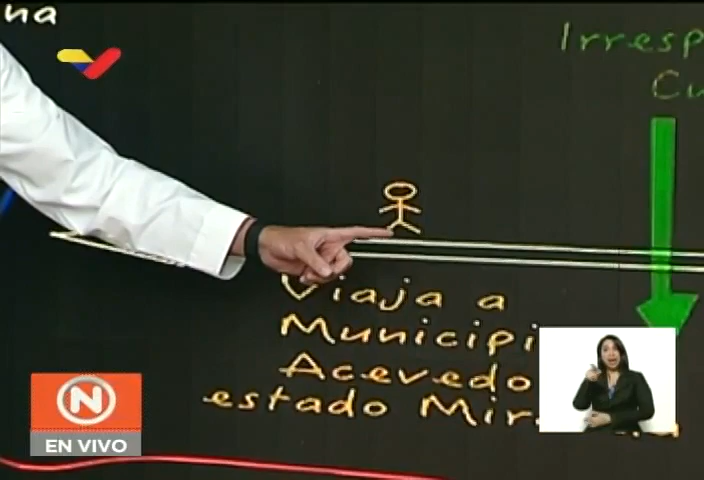 na
Irresp
Cu
Viaja a
Municipi
Acevedo
estado Mir
N
EN VIVO